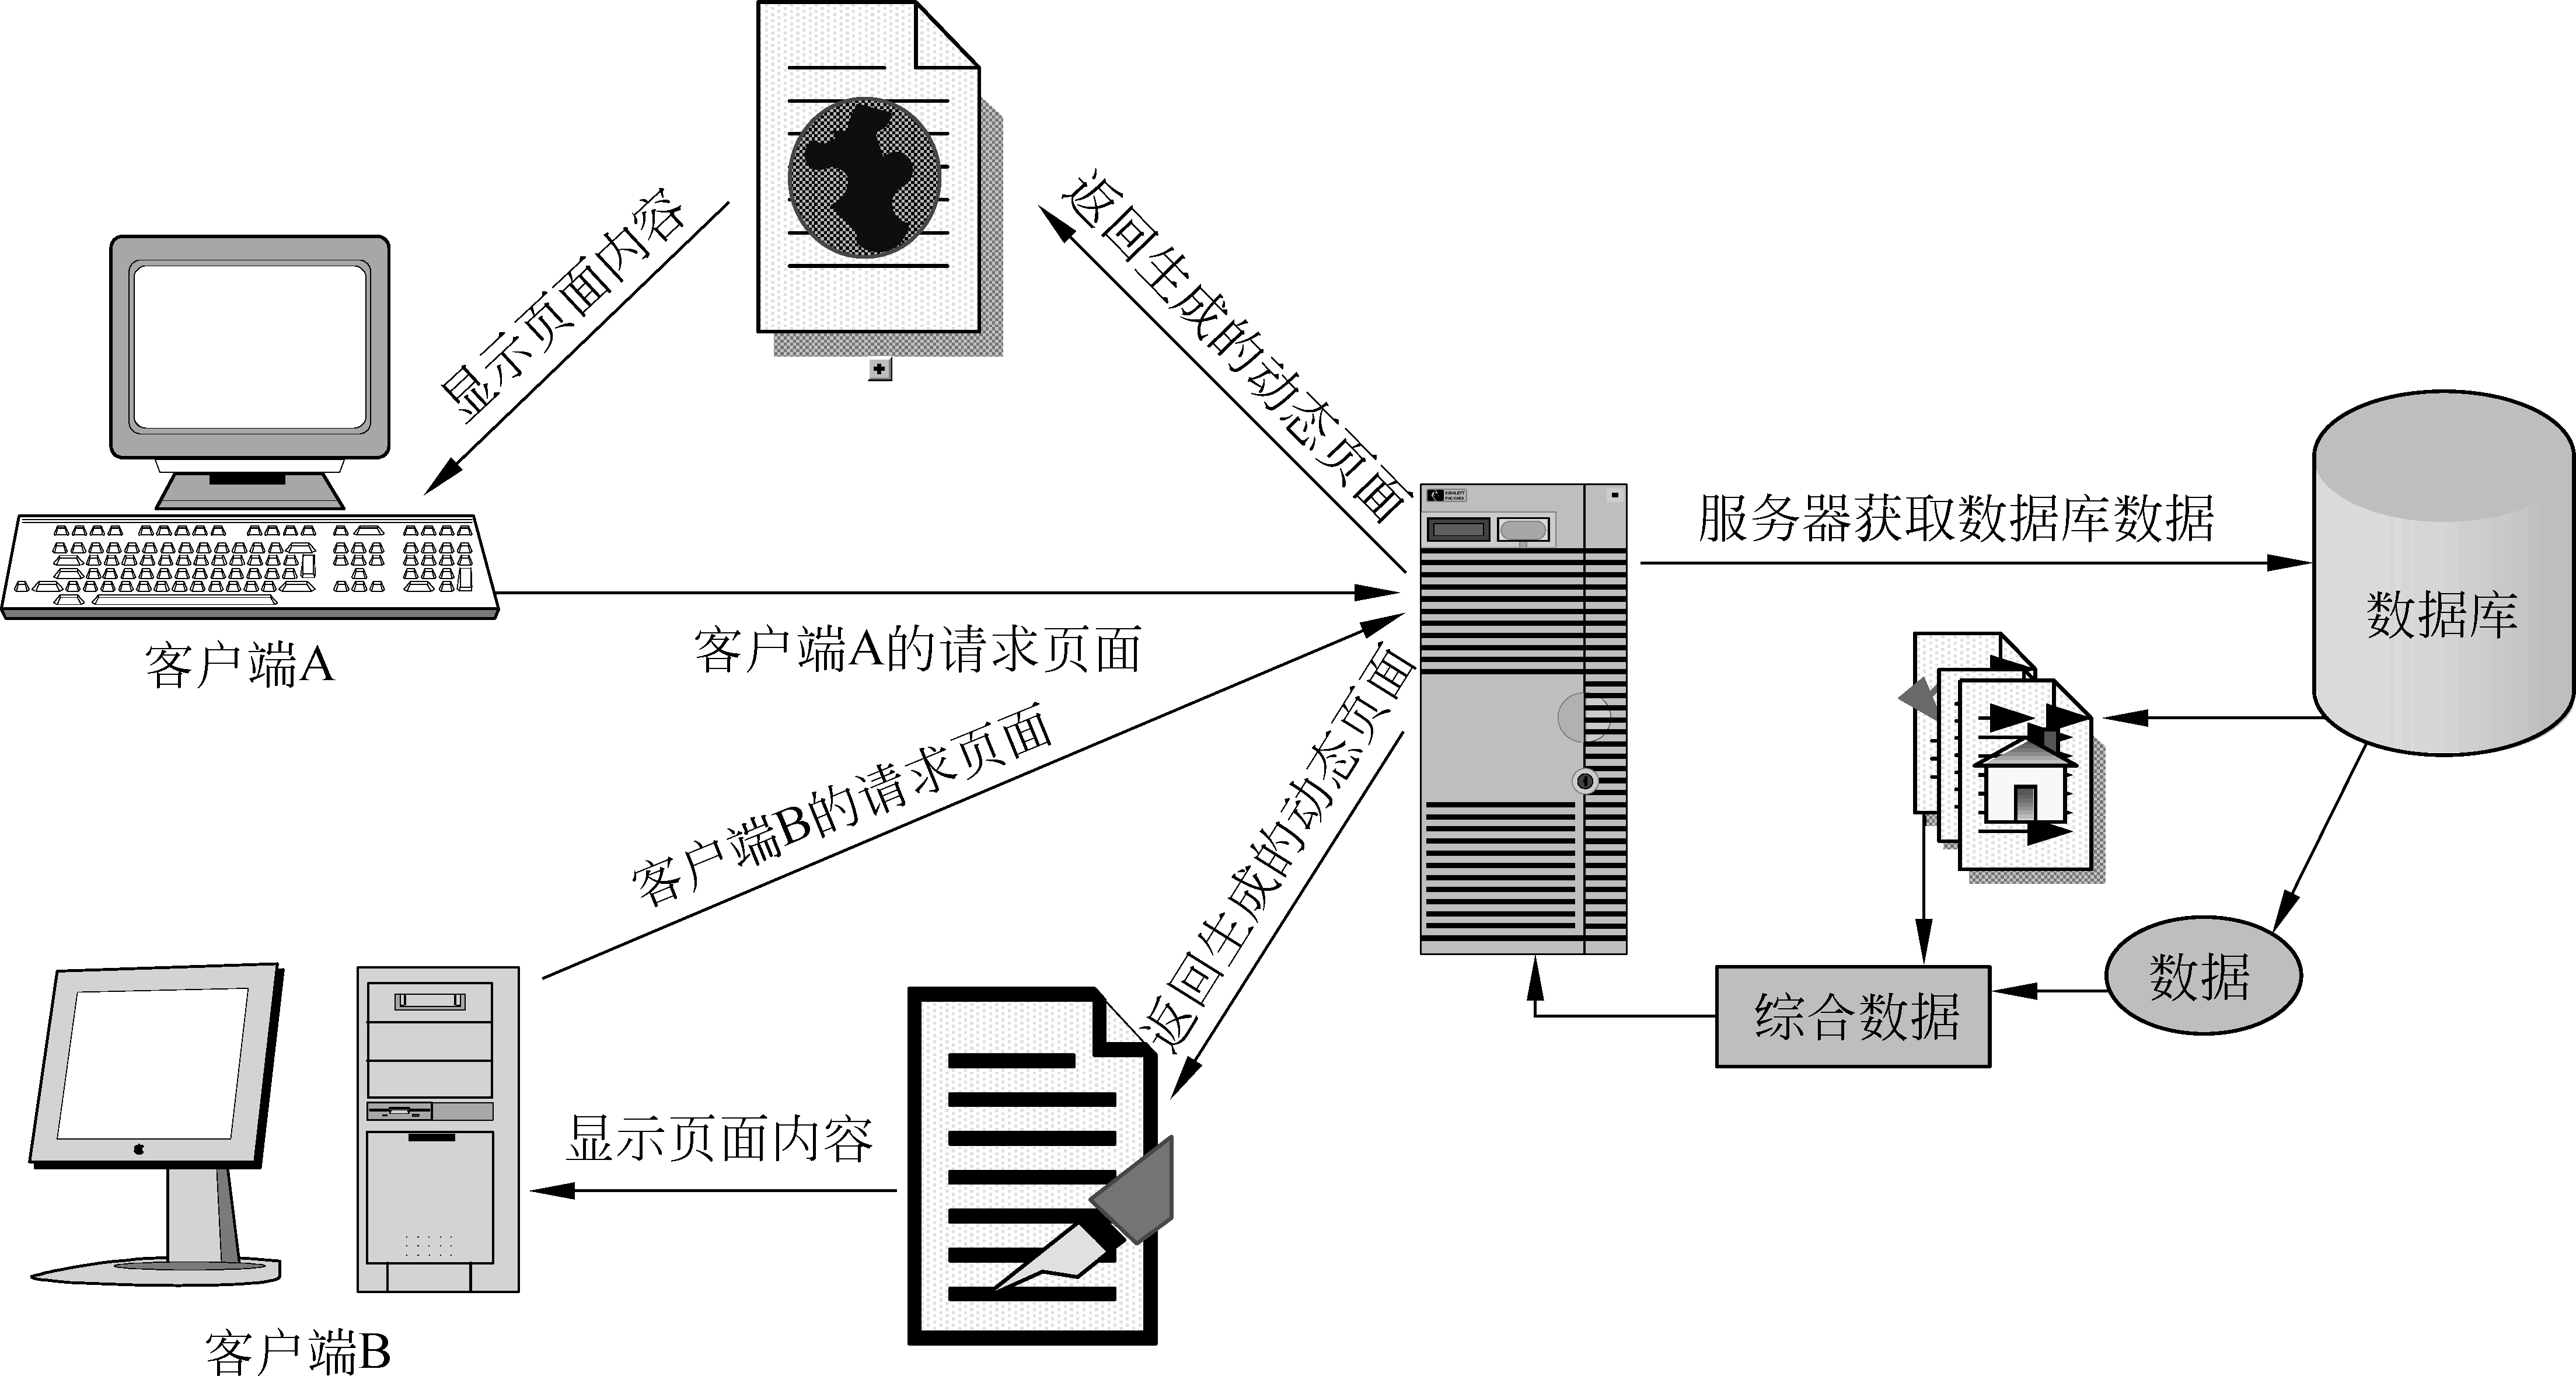 返回生成的动态页面
显示页面内容
HEWLETT
PACKARD
服务器获取数据库数据
数据库
客户端A的请求页面
客户端A
客户端B的请求页面
返回生成的动态页面
数据
综合数据
显示页面内容
客户端B